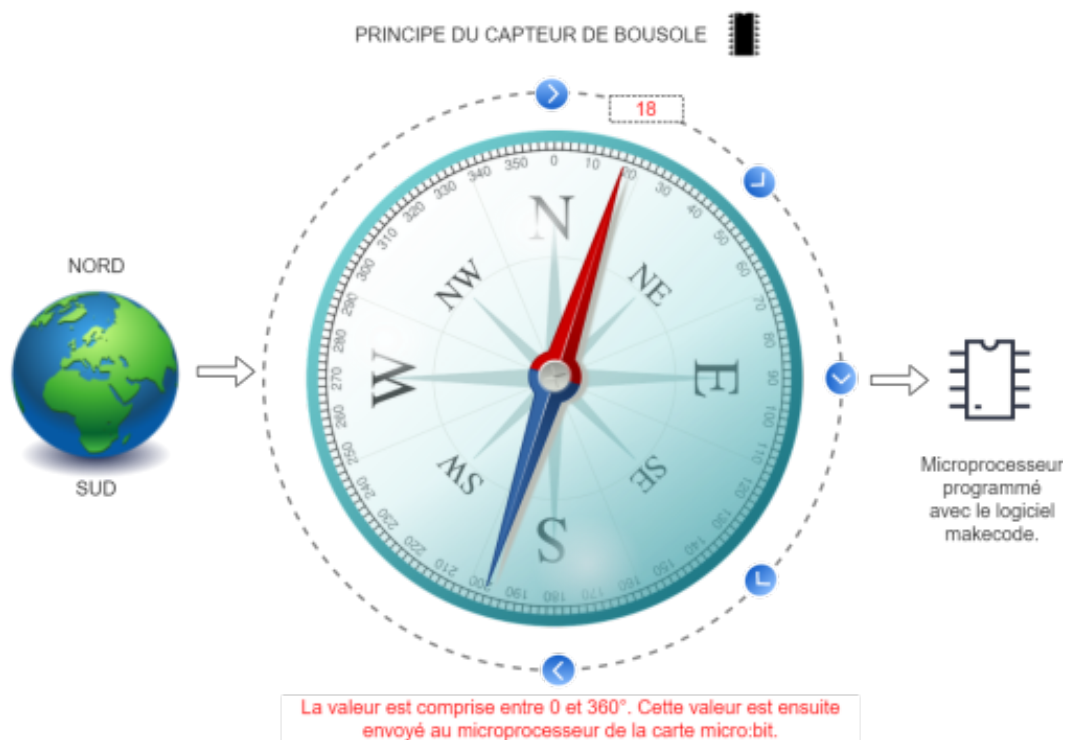 PRINCIPE DU CAPTEUR DE BOUSOLE
18
0
10
20
30
40
50
60
70
80
90
100
110
120
130
140
150
160
170
180
190
200
210
220
230
240
250
260
270
280
290
300
310
320
330
340
350
N
NE
E
SE
S
SW
W
NW
NORD
SUD
Microprocesseur
programmé
avec le logiciel
makecode.
La valeur est comprise entre 0 et 360°. Cette valeur est ensuite
envoyé au microprocesseur de la carte micro:bit.